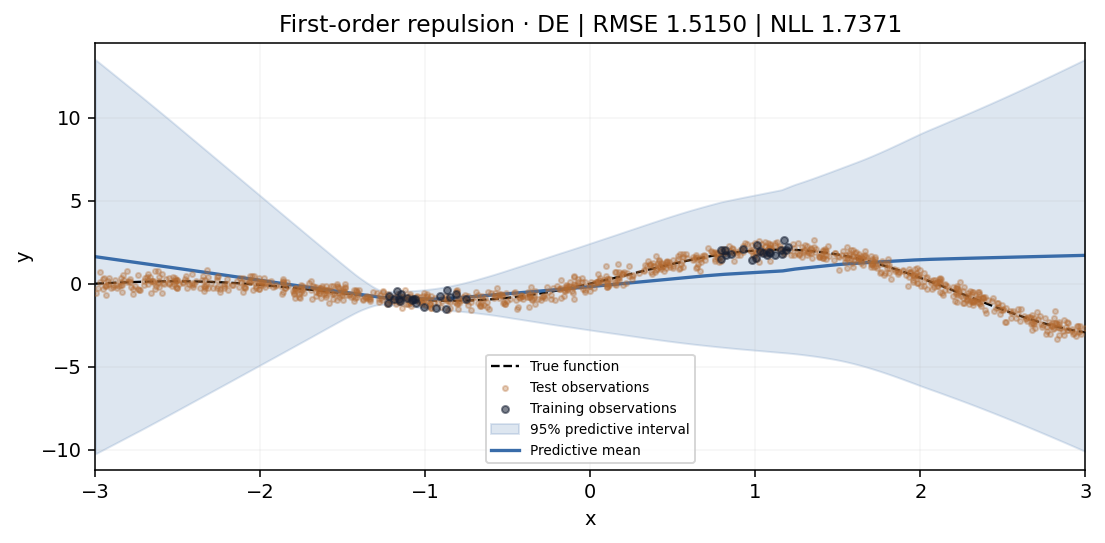 First-order repulsion · DE | RMSE 1.5150 | NLL 1.7371
10
5
0
−5
−10
y
True function
Test observations
Training observations
95% predictive interval
Predictive mean
−3 −2 −1 0 1 2 3
x